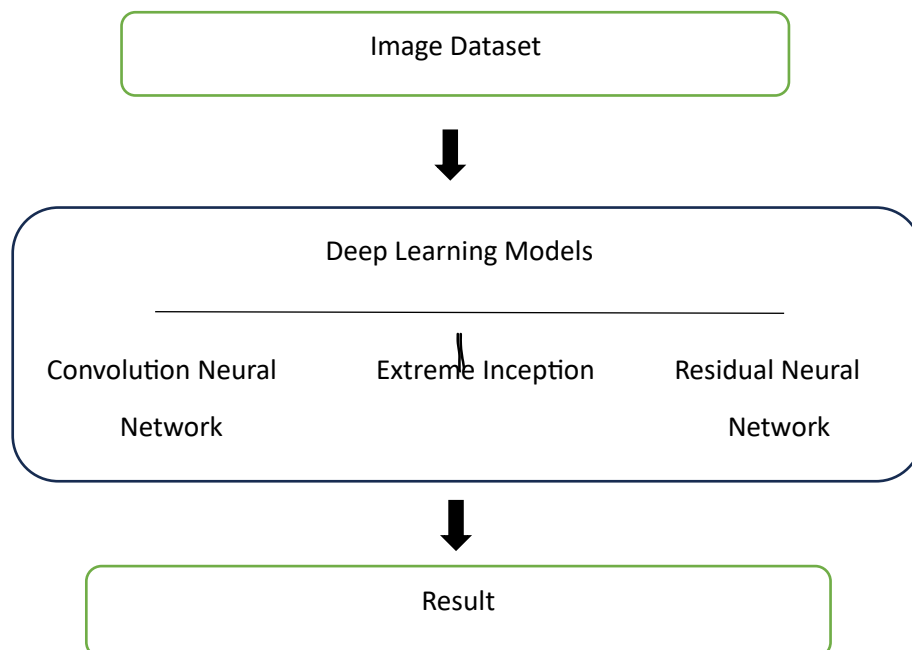 Image Dataset
Deep Learning Models
Convolution Neural Network
Extreme Inception
Residual Neural Network
Result